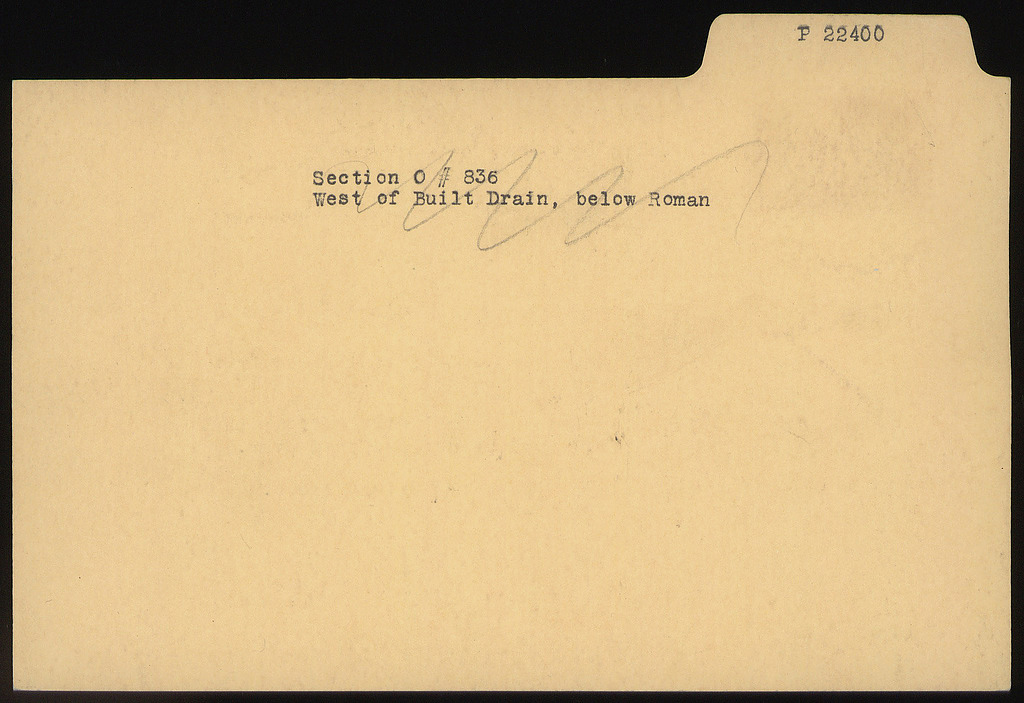 P 22400
Section O # 836
West of Built Drain, below Roman